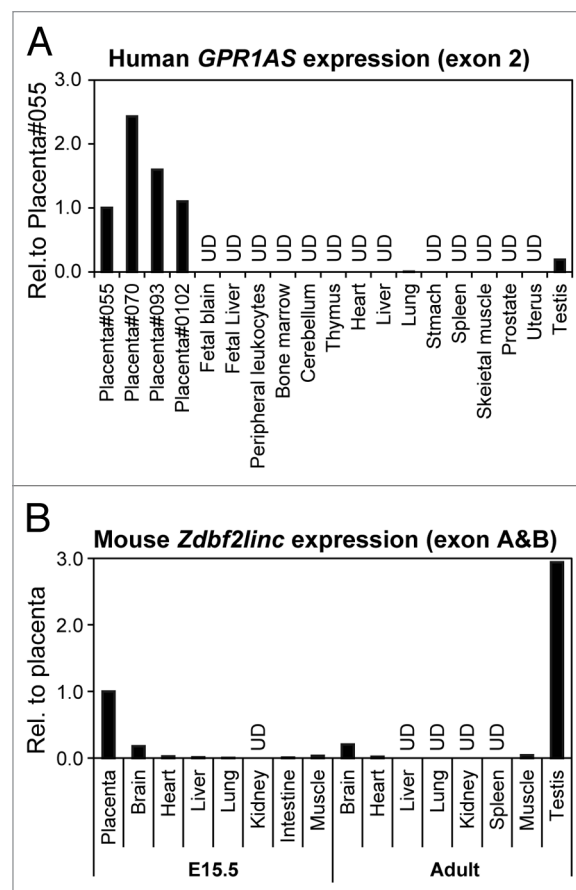 A
Human GPR1AS expression (exon 2)
Rel.to Placenta#055
3.0
2.0
1.0
0.0
UD UD UD UD UD UD UD UD UD UD UD UD UD
Placenta#055
Placenta#070
Placenta#093
Placenta#0102
Fetal blain
Fetal Liver
Peripheral leukocytes
Bone marrow
Cerebellum
Thymus
Heart
Liver
Lung
Stmach
Spleen
Skeietal muscle
Prostate
Uterus
Testis
B
Mouse Zdbf2linc expression (exon A&B)
Rel. to placenta
3.0
2.0
1.0
0.0
UD UD UD UD UD
Placenta
Brain
Heart
Liver
Lung
Kidney
Intestine
Muscle
Brain
Heart
Liver
Lung
Kidney
Spleen
Muscle
Testis
E15.5 Adult